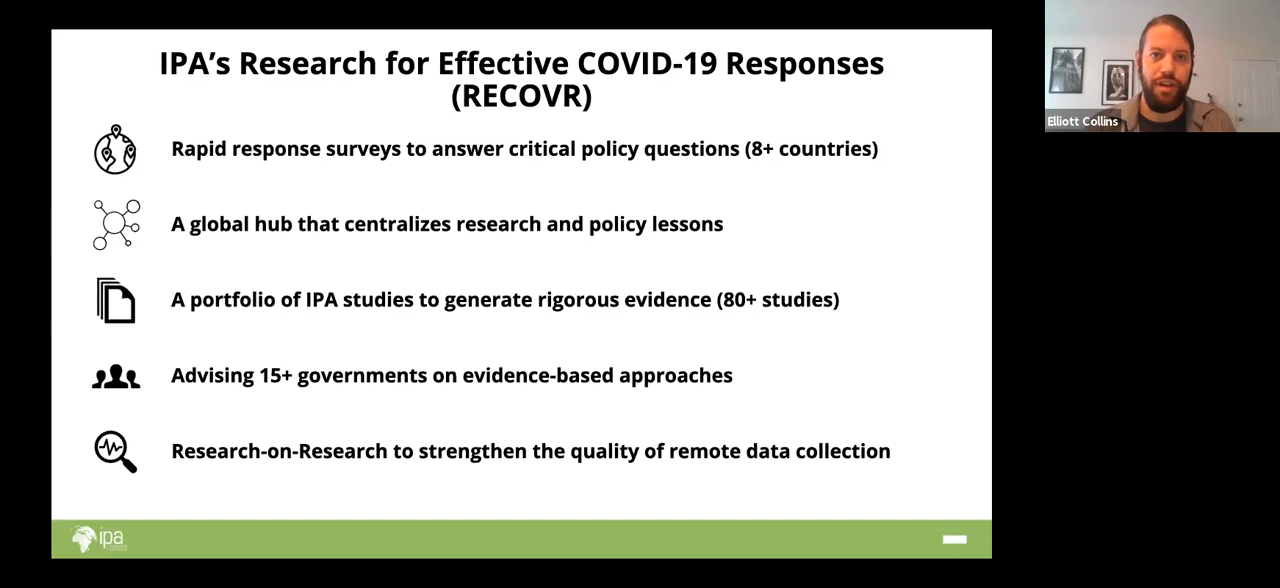 IPA’s Research for Effective COVID-19 Responses
(RECOVR)
Rapid response surveys to answer critical policy questions (8+ countries)
A global hub that centralizes research and policy lessons
A portfolio of IPA studies to generate rigorous evidence (80+ studies)
Advising 15+ governments on evidence-based approaches
Research-on-Research to strengthen the quality of remote data collection
ipa
Elliott Collins